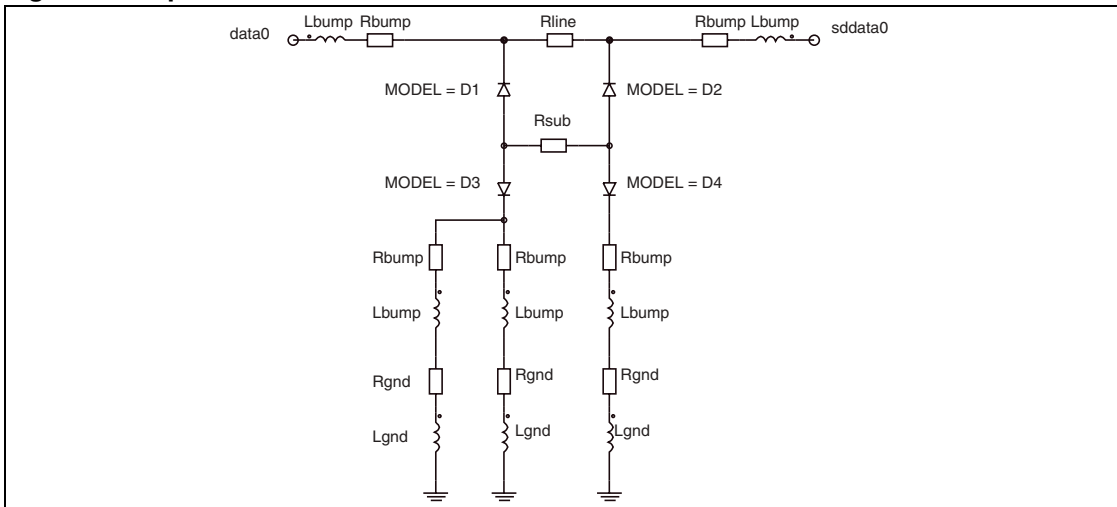 Lbump Rbump Rline Rbump Lbump
data0 sddata0
MODEL = D1 MODEL = D2
Rsub
MODEL = D3 MODEL = D4
Rbump Rbump Rbump
Lbump Lbump Lbump
Rgnd Rgnd Rgnd
Lgnd Lgnd Lgnd